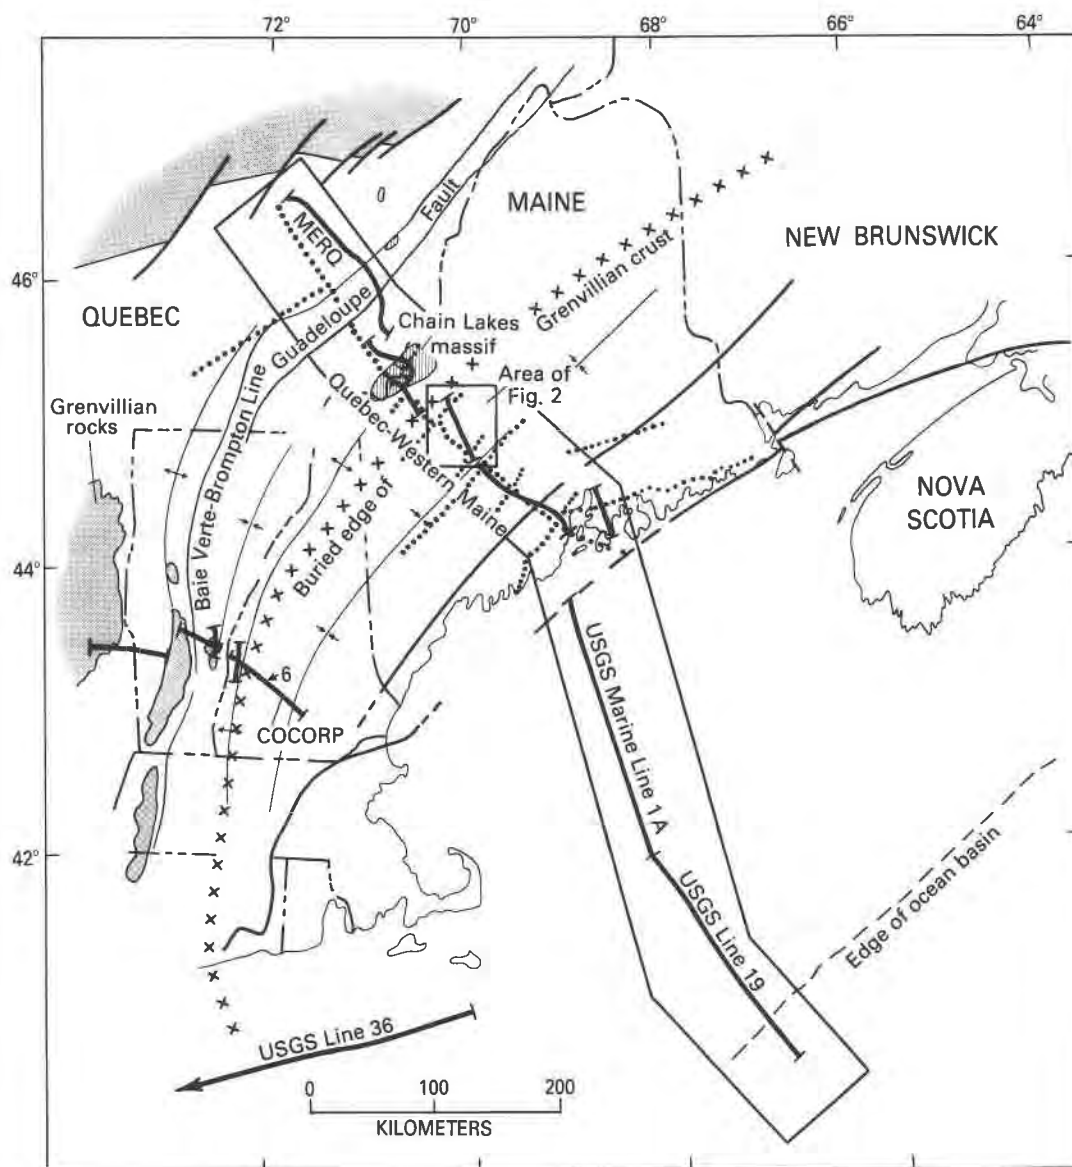 72°
70°
68°
66°
64°
46°
44°
42°
QUEBEC
MAINE
NEW BRUNSWICK
NOVA
SCOTIA
MERQ
Fault
Guadeloupe
Baie Verte-Brompton Line
Grenvillian crust
Buried edge of
Chain Lakes
massif
Area of
Fig. 2
Quebec-Western Maine
Grenvillian
rocks
6
COCORP
USGS Marine Line 1A
USGS Line 19
Edge of ocean basin
USGS Line 36
0 100 200
KILOMETERS